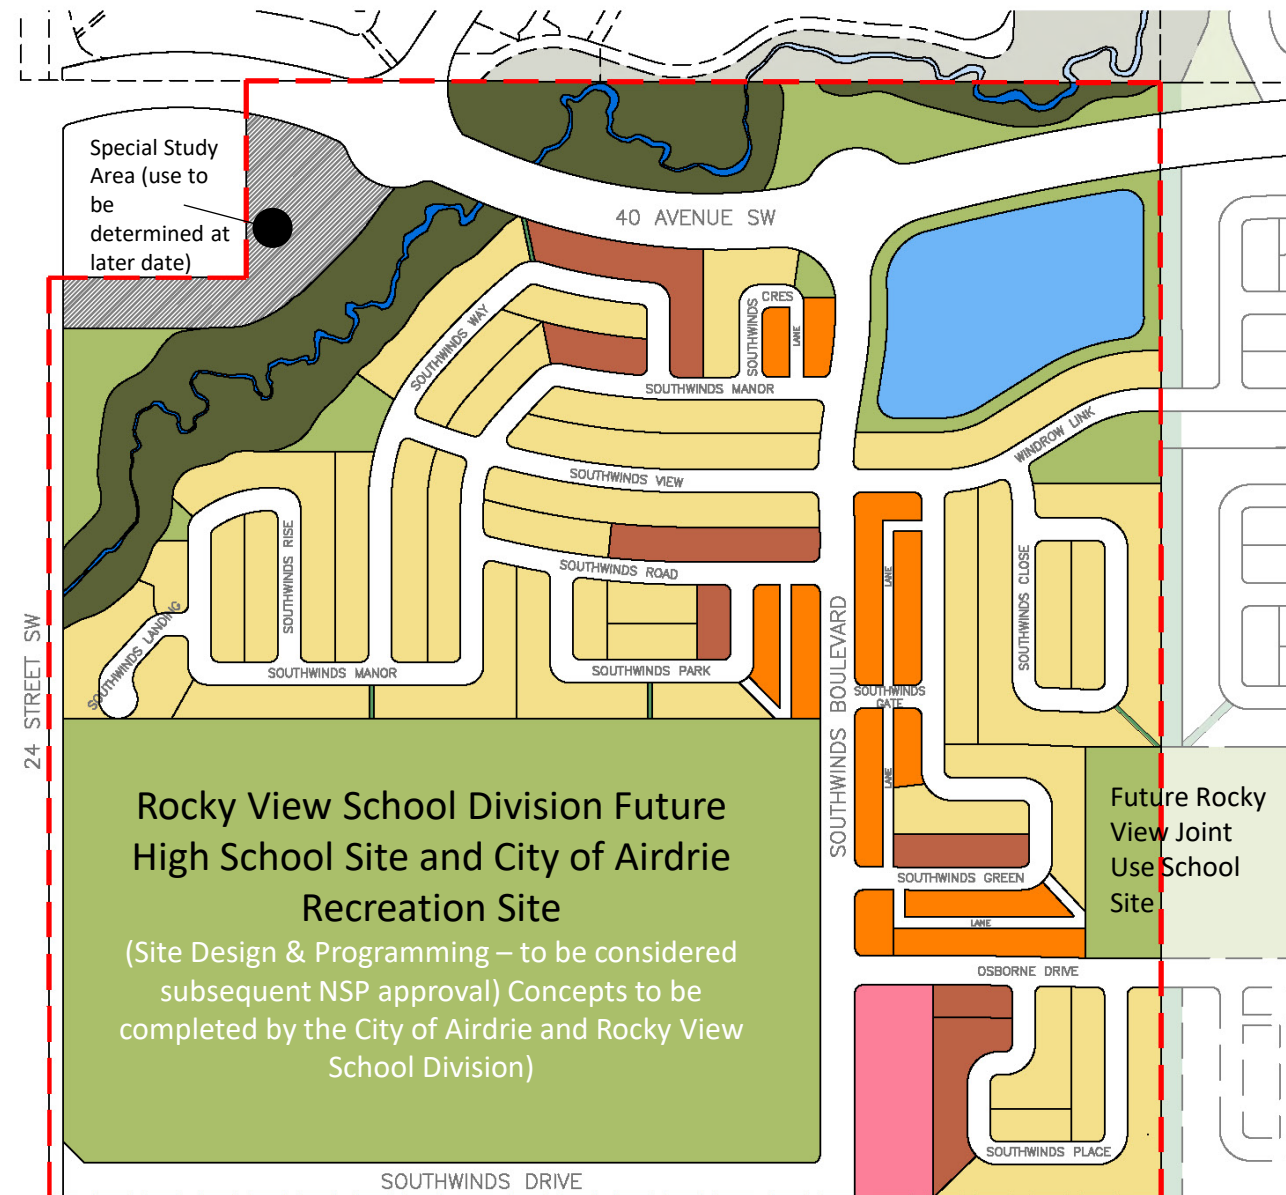 Special Study
Area (use to
be
determined at
later date)
40 AVENUE SW
SOUTHWINDS WAY
CRES
SOUTHWINDS
LANE
SOUTHWINDS MANOR
WINDROW LINK
SOUTHWINDS VIEW
SOUTHWINDS RISE
SOUTHWINDS ROAD
LANE
SOUTHWINDS CLOSE
SOUTHWINDS LANDING
SOUTHWINDS MANOR
SOUTHWINDS PARK
SOUTHWINDS
GATE
24 STREET SW
SOUTHWINDS BOULEVARD
LANE
Rocky View School Division Future
High School Site and City of Airdrie
Recreation Site
(Site Design & Programming – to be considered
subsequent NSP approval) Concepts to be
completed by the City of Airdrie and Rocky View
School Division)
Future Rocky
View Joint
Use School
Site
SOUTHWINDS GREEN
LANE
OSBORNE DRIVE
SOUTHWINDS PLACE
SOUTHWINDS DRIVE